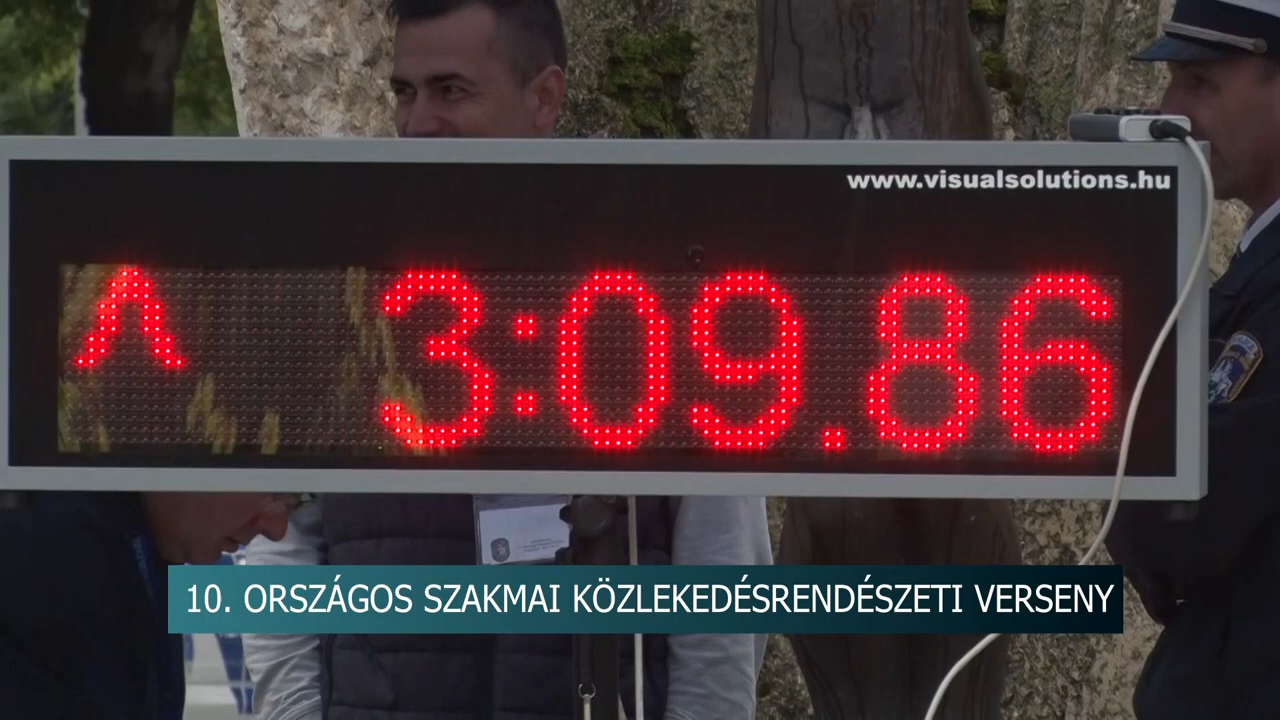 www.visualsolutions.hu
^ 3:09.86
10. ORSZÁGOS SZAKMAI KÖZLEKEDÉSRENDÉSZETI VERSENY